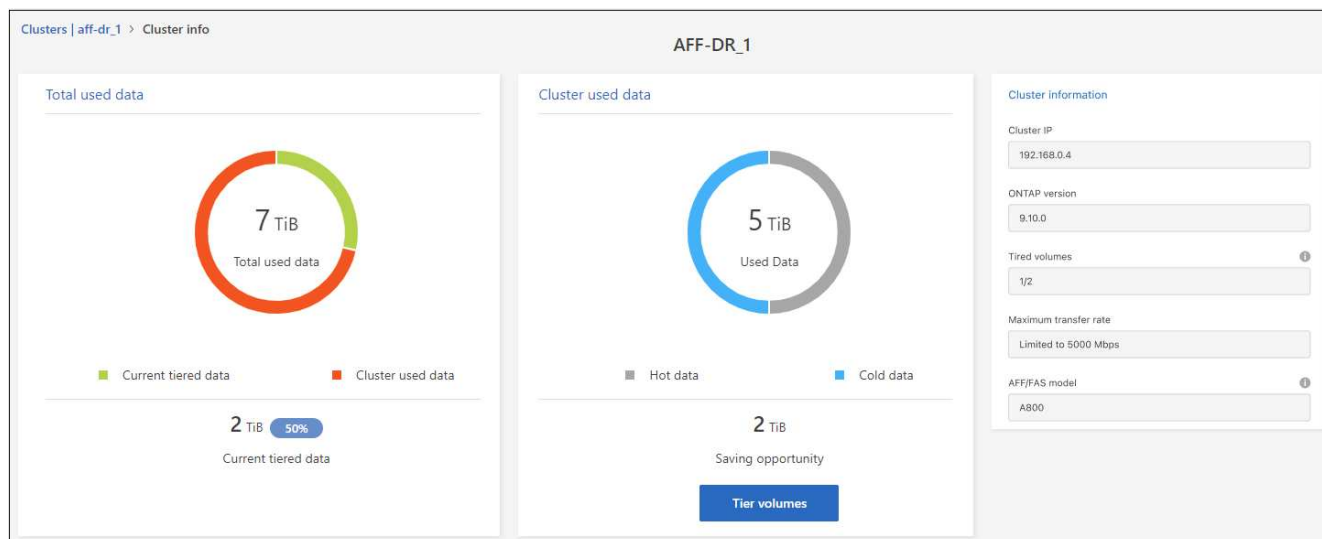 Clusters | aff-dr_1 > Cluster info
AFF-DR_1
Total used data
7 TiB
Total used data
Current tiered data
Cluster used data
2 TiB 50%
Current tiered data
Cluster used data
5 TiB
Used Data
Hot data
Cold data
2 TiB
Saving opportunity
Tier volumes
Cluster information
Cluster IP
192.168.0.4
ONTAP version
9.10.0
Tired volumes
1/2
Maximum transfer rate
Limited to 5000 Mbps
AFF/FAS model
A800